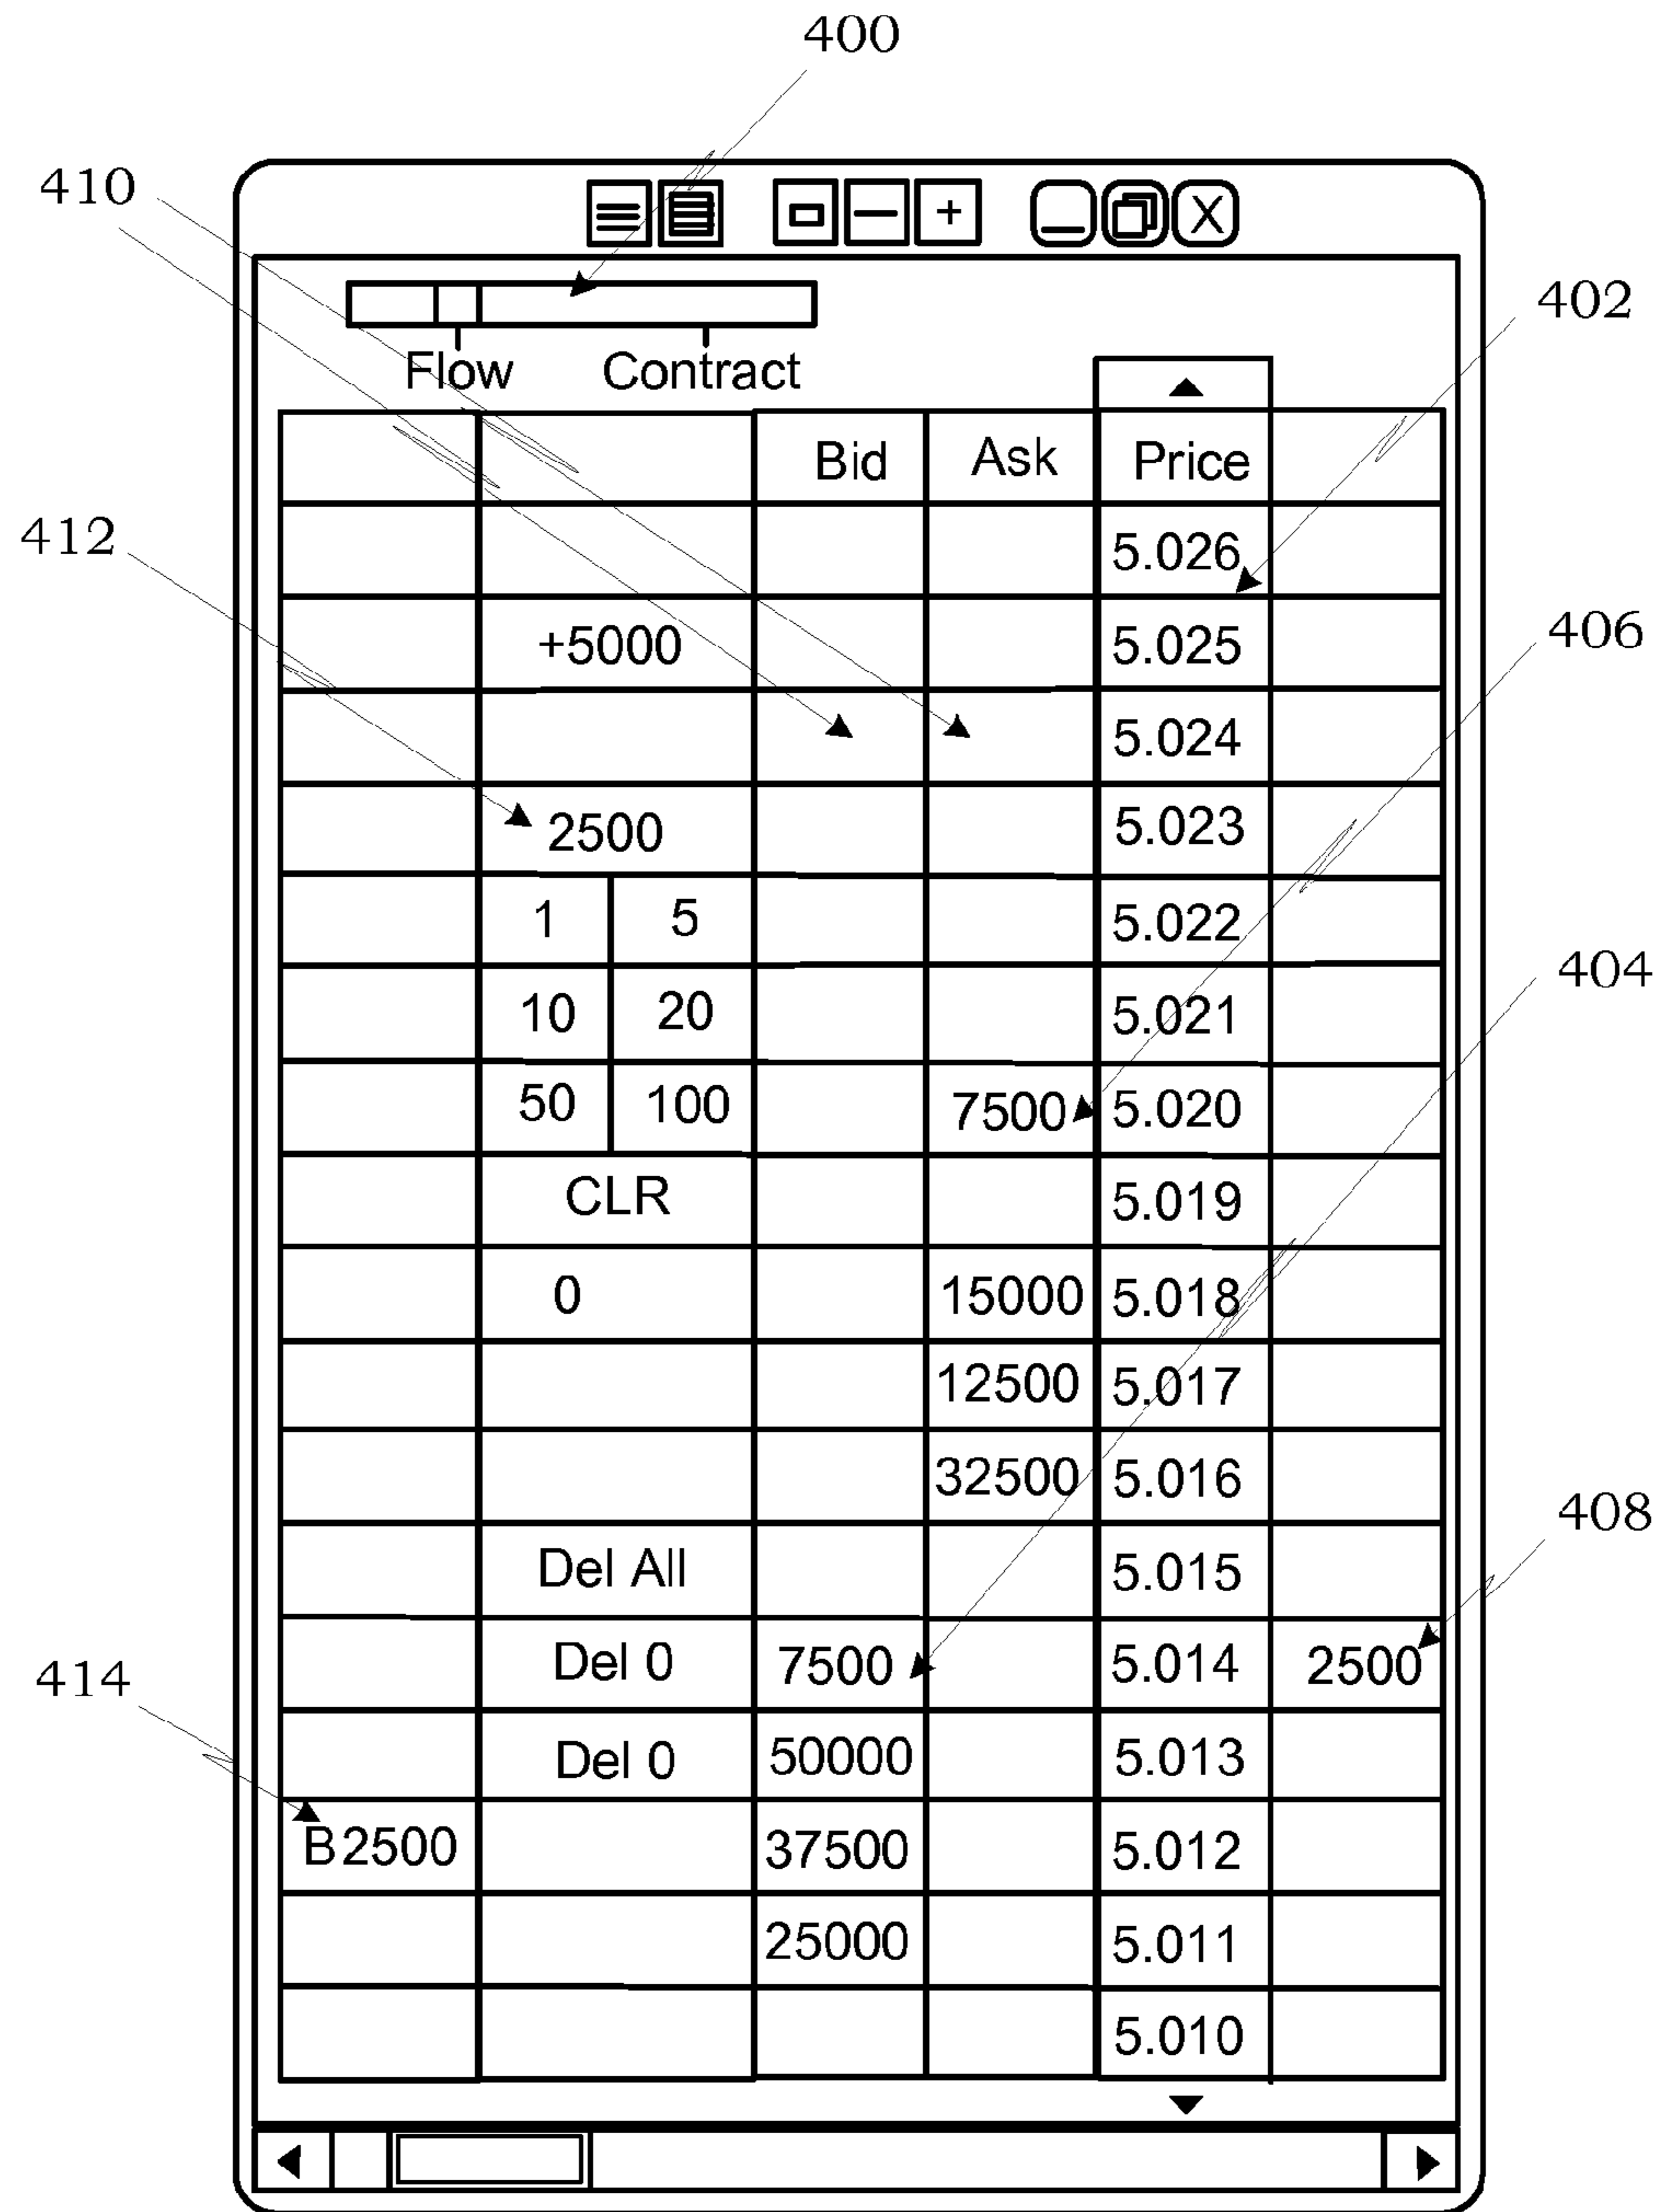 400
410
X
402
Flow Contract
Bid Ask Price
5.026
412
406
+5000 5.025
5.024
2500 5.023
1 5 5.022
404
10 20 5.021
50 100 7500 5.020
CLR 5.019
0 15000 5.018
12500 5.017
32500 5.016
408
Del All 5.015
414
Del 0 7500 5.014 2500
Del 0 50000 5.013
B2500 37500 5.012
25000 5.011
5.010